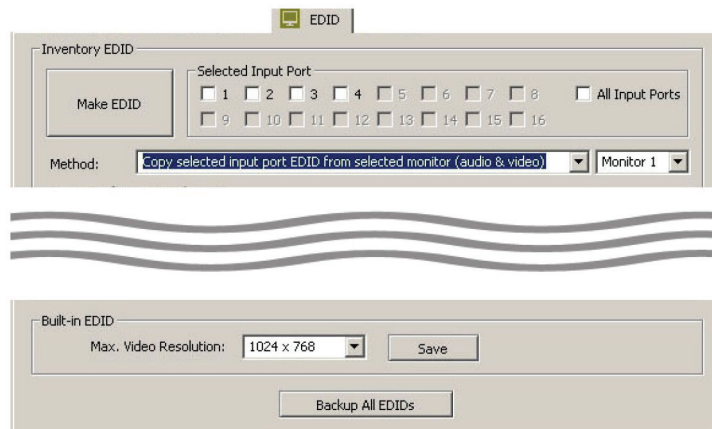 EDID
Inventory EDID
Make EDID
Selected Input Port
1 2 3 4 5 6 7 8 All Input Ports
9 10 11 12 13 14 15 16
Method: Copy selected input port EDID from selected monitor (audio & video) Monitor 1
Built-in EDID
Max. Video Resolution: 1024 x 768 Save
Backup All EDIDs